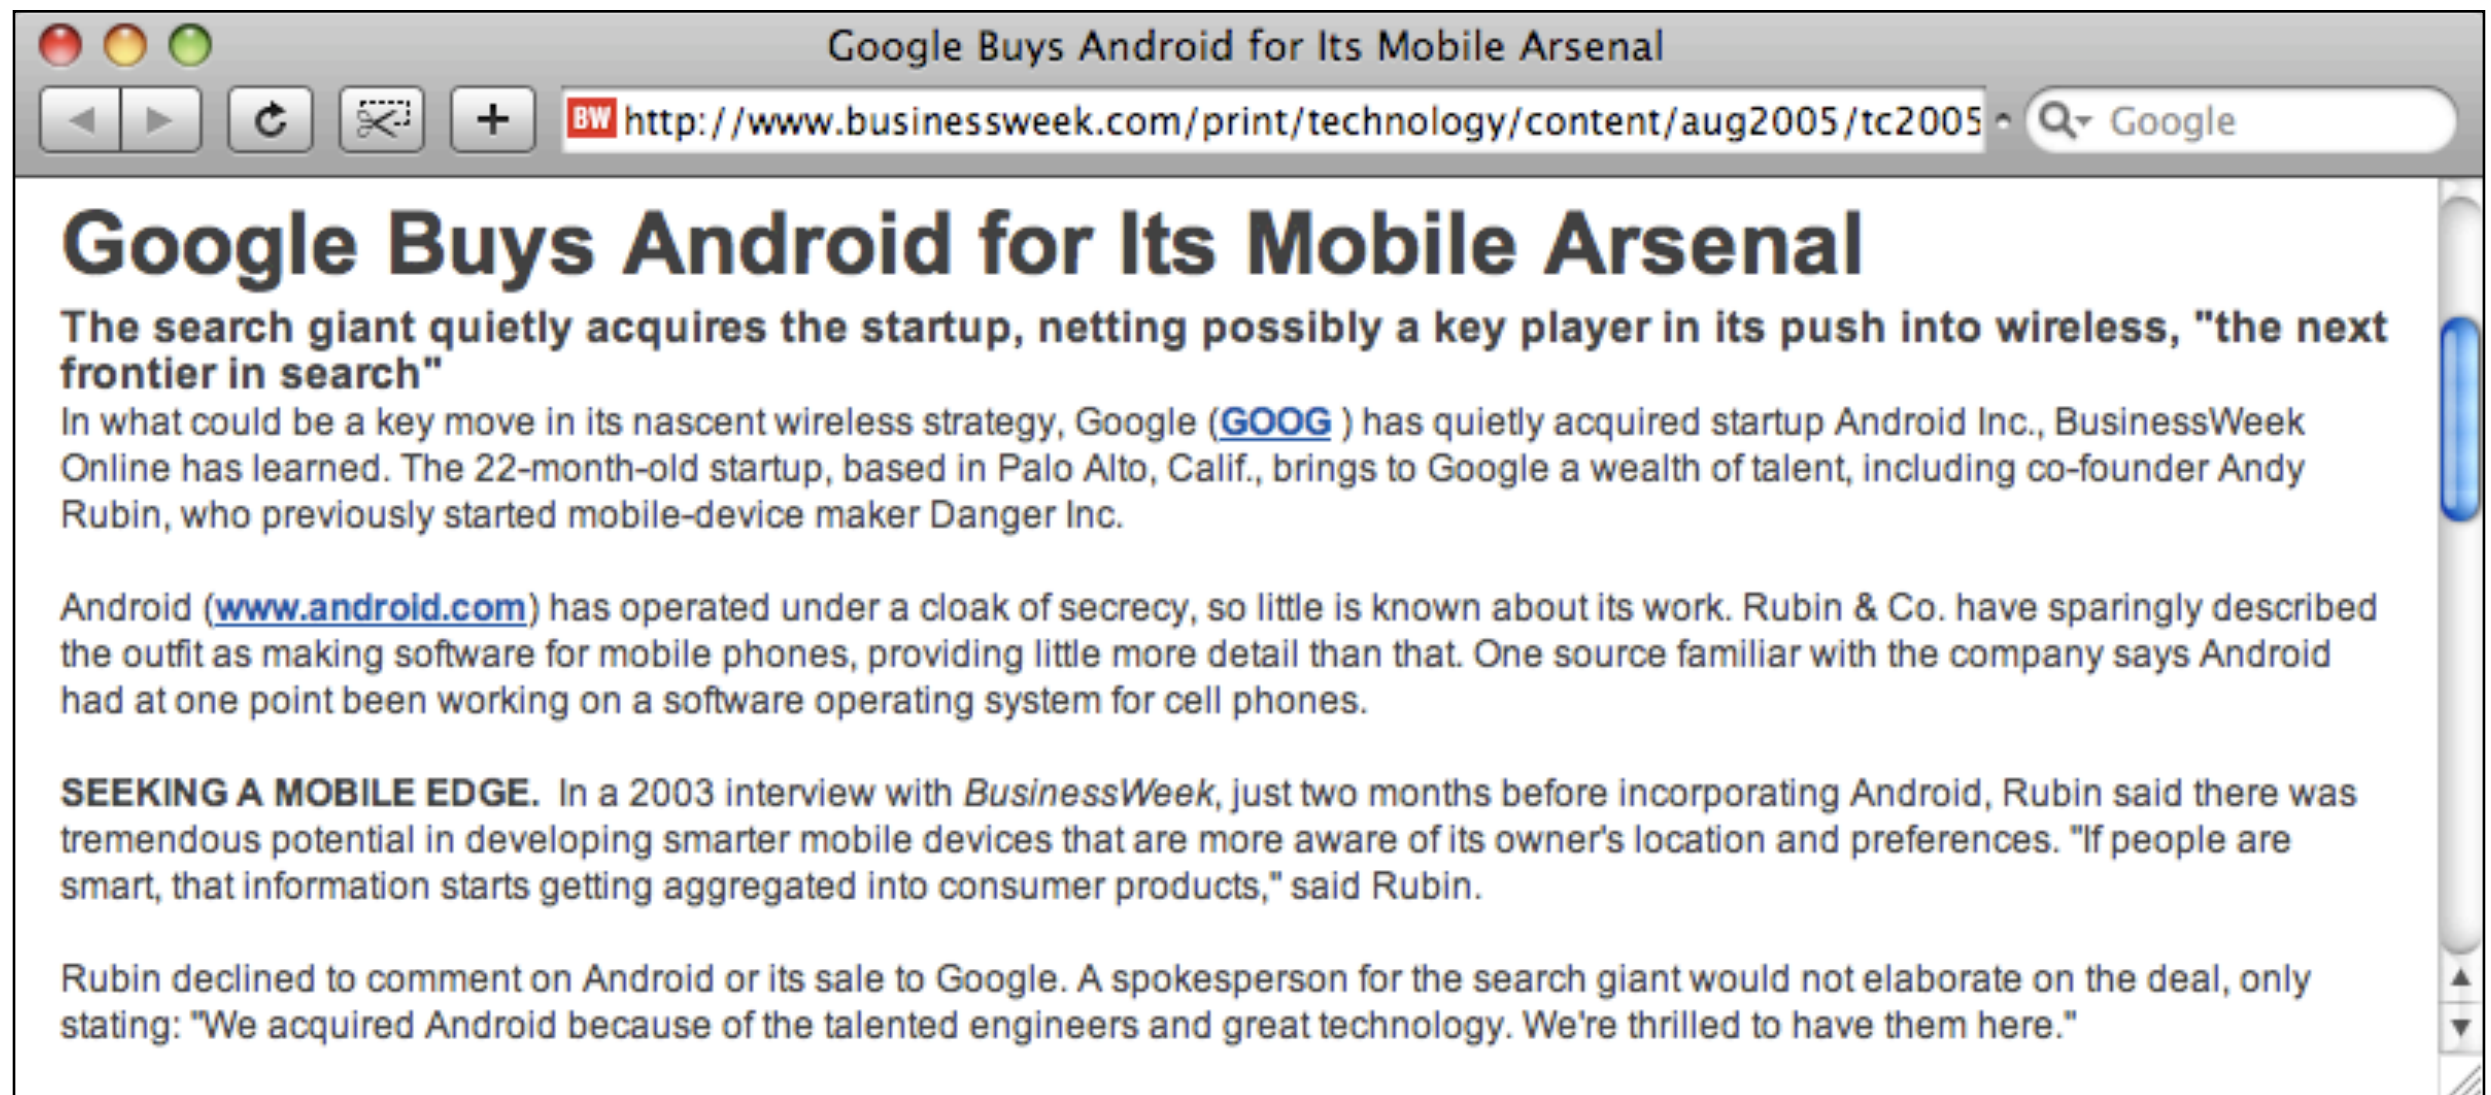 Google Buys Android for Its Mobile Arsenal
BW http://www.businessweek.com/print/technology/content/aug2005/tc2005 Google
Google Buys Android for Its Mobile Arsenal
The search giant quietly acquires the startup, netting possibly a key player in its push into wireless, "the next
frontier in search"
In what could be a key move in its nascent wireless strategy, Google (GOOG ) has quietly acquired startup Android Inc., BusinessWeek
Online has learned. The 22-month-old startup, based in Palo Alto, Calif., brings to Google a wealth of talent, including co-founder Andy
Rubin, who previously started mobile-device maker Danger Inc.
Android (www.android.com) has operated under a cloak of secrecy, so little is known about its work. Rubin & Co. have sparingly described
the outfit as making software for mobile phones, providing little more detail than that. One source familiar with the company says Android
had at one point been working on a software operating system for cell phones.
SEEKING A MOBILE EDGE. In a 2003 interview with BusinessWeek, just two months before incorporating Android, Rubin said there was
tremendous potential in developing smarter mobile devices that are more aware of its owner's location and preferences. "If people are
smart, that information starts getting aggregated into consumer products," said Rubin.
Rubin declined to comment on Android or its sale to Google. A spokesperson for the search giant would not elaborate on the deal, only
stating: "We acquired Android because of the talented engineers and great technology. We're thrilled to have them here."